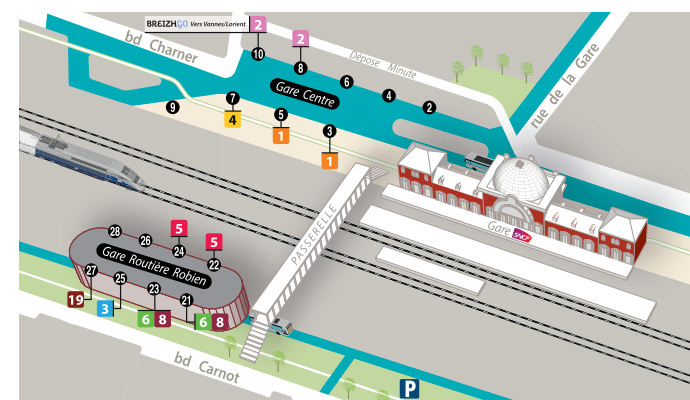 BREIZHGO Vers Vannes/Lorient 2
bd Charner
2
10
8
Dépose Minute
6
4
2
rue de la Gare
Gare Centre
9
7
4
5
1
3
1
PASSERELLE
Gare SNCF
28
26
5
24
5
22
Gare Routière Robien
27
25
23
21
19
3
6 8
6 8
bd Carnot
P